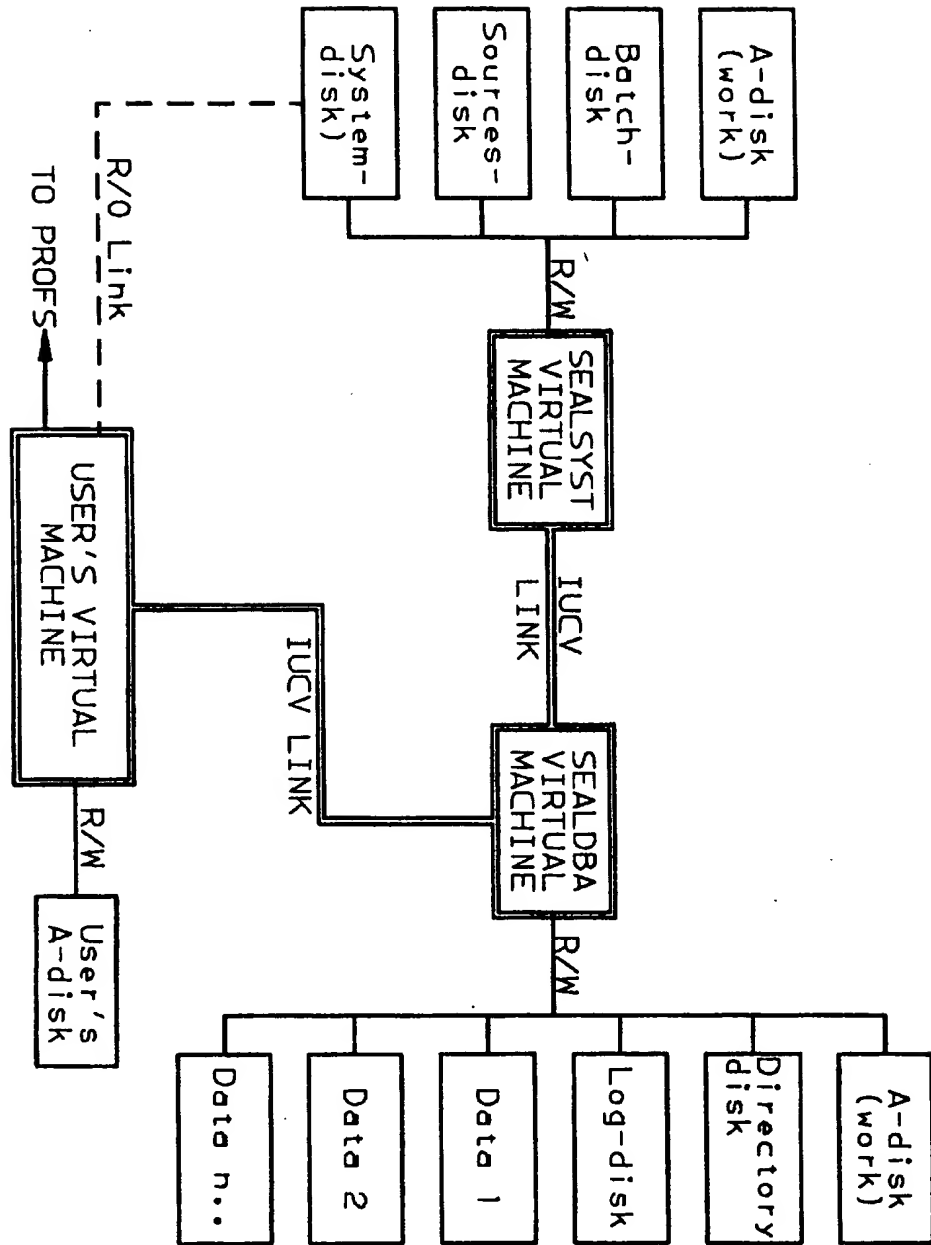 A-disk
(work)
Batch-
disk
Sources-
disk
System-
disk)
R/W
SEALSYST
VIRTUAL
MACHINE
IUCV
LINK
SEALDBA
VIRTUAL
MACHINE
R/W
A-disk
(work)
Directory
disk
Log-disk
Data 1
Data 2
Data n..
IUCV LINK
R/O Link
TO PROFS
USER'S VIRTUAL
MACHINE
R/W
User's
A-disk